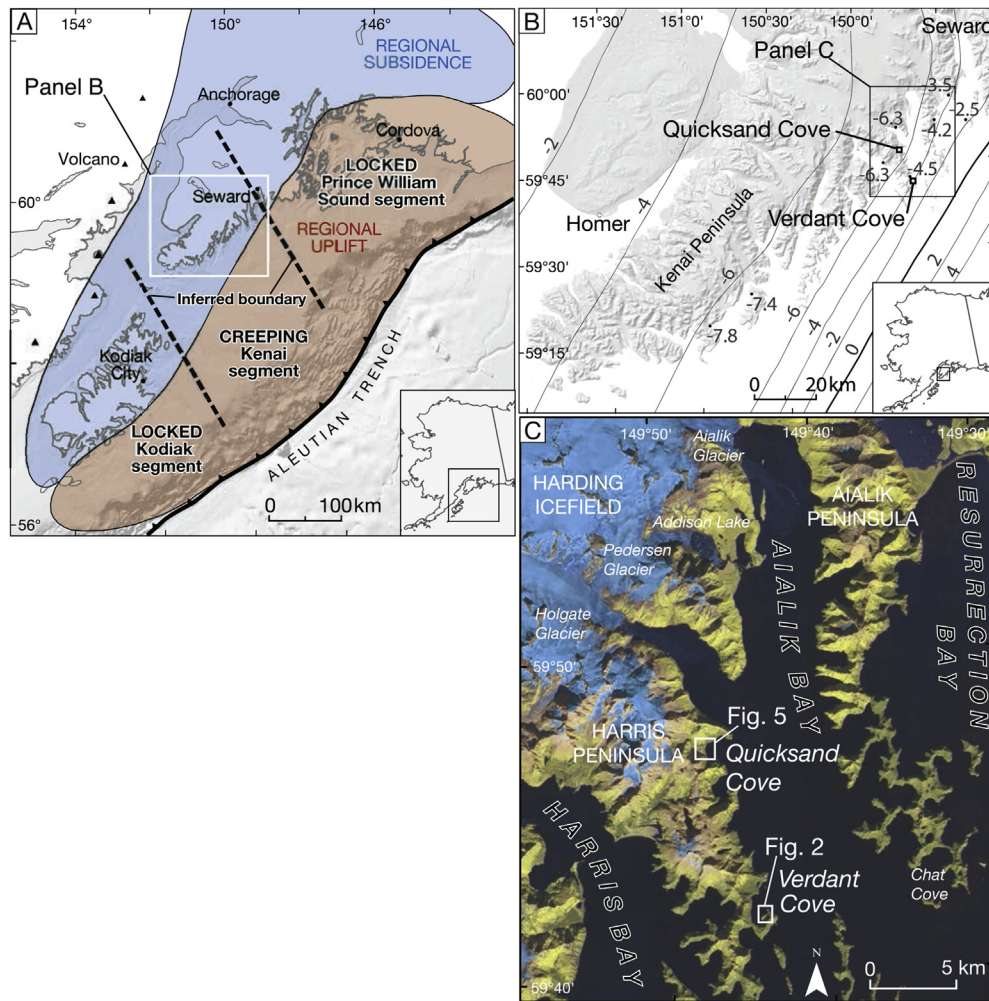 A
154°
150°
146°
REGIONAL
SUBSIDENCE
Panel B
Anchorage
Cordova
Volcano
LOCKED
Prince William
Sound segment
60°
Seward
REGIONAL
UPLIFT
Inferred boundary
CREEPING
Kenai
segment
Kodiak
City
LOCKED
Kodiak
segment
ALEUTIAN TRENCH
0 100km
56°
B
151°30'
151°00'
150°30'
150°00'
Seward
Panel C
60°00'
-3.5
-6.3
-2.5
-2
Quicksand Cove
-4.2
59°45'
-6.3
-4.5
-4
Verdant Cove
Homer
Kenai Peninsula
59°30'
-6
-7.4
-6
-4
-2
0
2
4
-7.8
59°15'
0 20km
C
149°50'
149°40'
149°30'
Aialik
Glacier
HARDING
ICEFIELD
AIALIK
PENINSULA
Addison Lake
Pedersen
Glacier
AIALIK BAY
RESURRECTION
BAY
Holgate
Glacier
59°50'
Fig. 5
HARRIS
PENINSULA
Quicksand
Cove
Fig. 2
Verdant
Cove
Chat
Cove
HARRIS BAY
N
0 5 km
59°40'